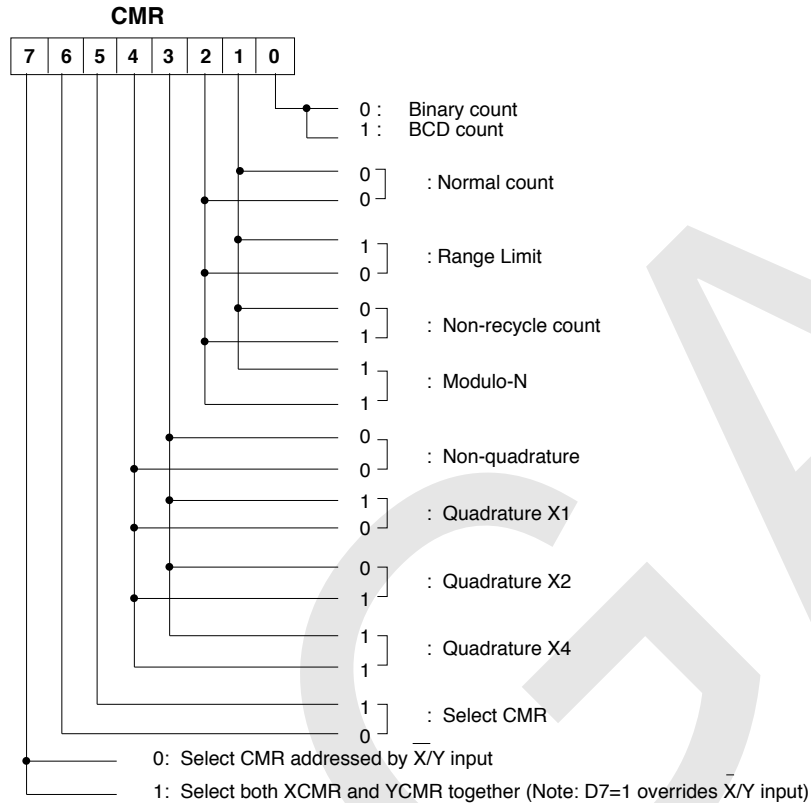 CMR
7 6 5 4 3 2 1 0
0 : Binary count
1 : BCD count
0
0
: Normal count
1
0
: Range Limit
0
1
: Non-recycle count
1
1
: Modulo-N
0
0
: Non-quadrature
1
0
: Quadrature X1
0
1
: Quadrature X2
1
1
: Quadrature X4
1
0
: Select CMR
0: Select CMR addressed by X̅/Y input
1: Select both XCMR and YCMR together (Note: D7=1 overrides X̅/Y input)